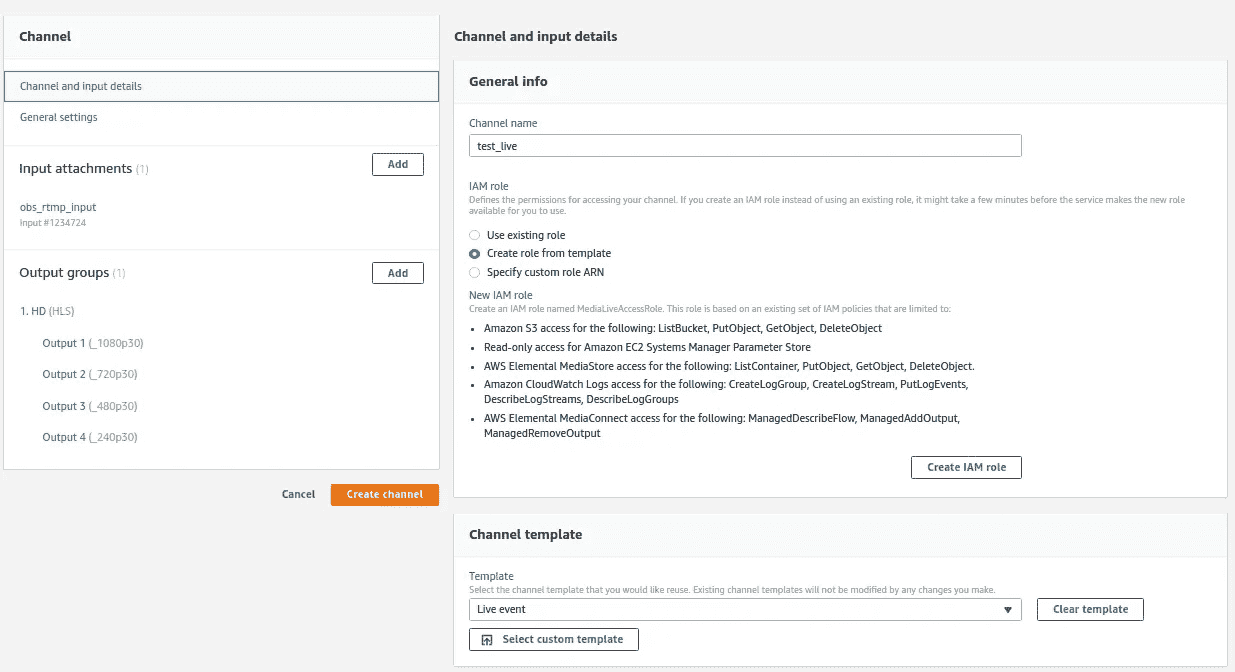 Channel
Channel and input details
General settings
Input attachments (1)
Add
obs_rtmp_input
Input #1234724
Output groups (1)
Add
1. HD (HLS)
Output 1 (_1080p30)
Output 2 (_720p30)
Output 3 (_480p30)
Output 4 (_240p30)
Cancel
Create channel
Channel and input details
General info
Channel name
test_live
IAM role
Defines the permissions for accessing your channel. If you create an IAM role instead of using an existing role, it might take a few minutes before the service makes the new role
available for you to use.
Use existing role
Create role from template
Specify custom role ARN
New IAM role
Create an IAM role named MediaLiveAccessRole. This role is based on an existing set of IAM policies that are limited to:
• Amazon S3 access for the following: ListBucket, PutObject, GetObject, DeleteObject
• Read-only access for Amazon EC2 Systems Manager Parameter Store
• AWS Elemental MediaStore access for the following: ListContainer, PutObject, GetObject, DeleteObject.
• Amazon CloudWatch Logs access for the following: CreateLogGroup, CreateLogStream, PutLogEvents,
DescribeLogStreams, DescribeLogGroups
• AWS Elemental MediaConnect access for the following: ManagedDescribeFlow, ManagedAddOutput,
ManagedRemoveOutput
Create IAM role
Channel template
Template
Select the channel template that you would like reuse. Existing channel templates will not be modified by any changes you make.
Live event
Clear template
Select custom template